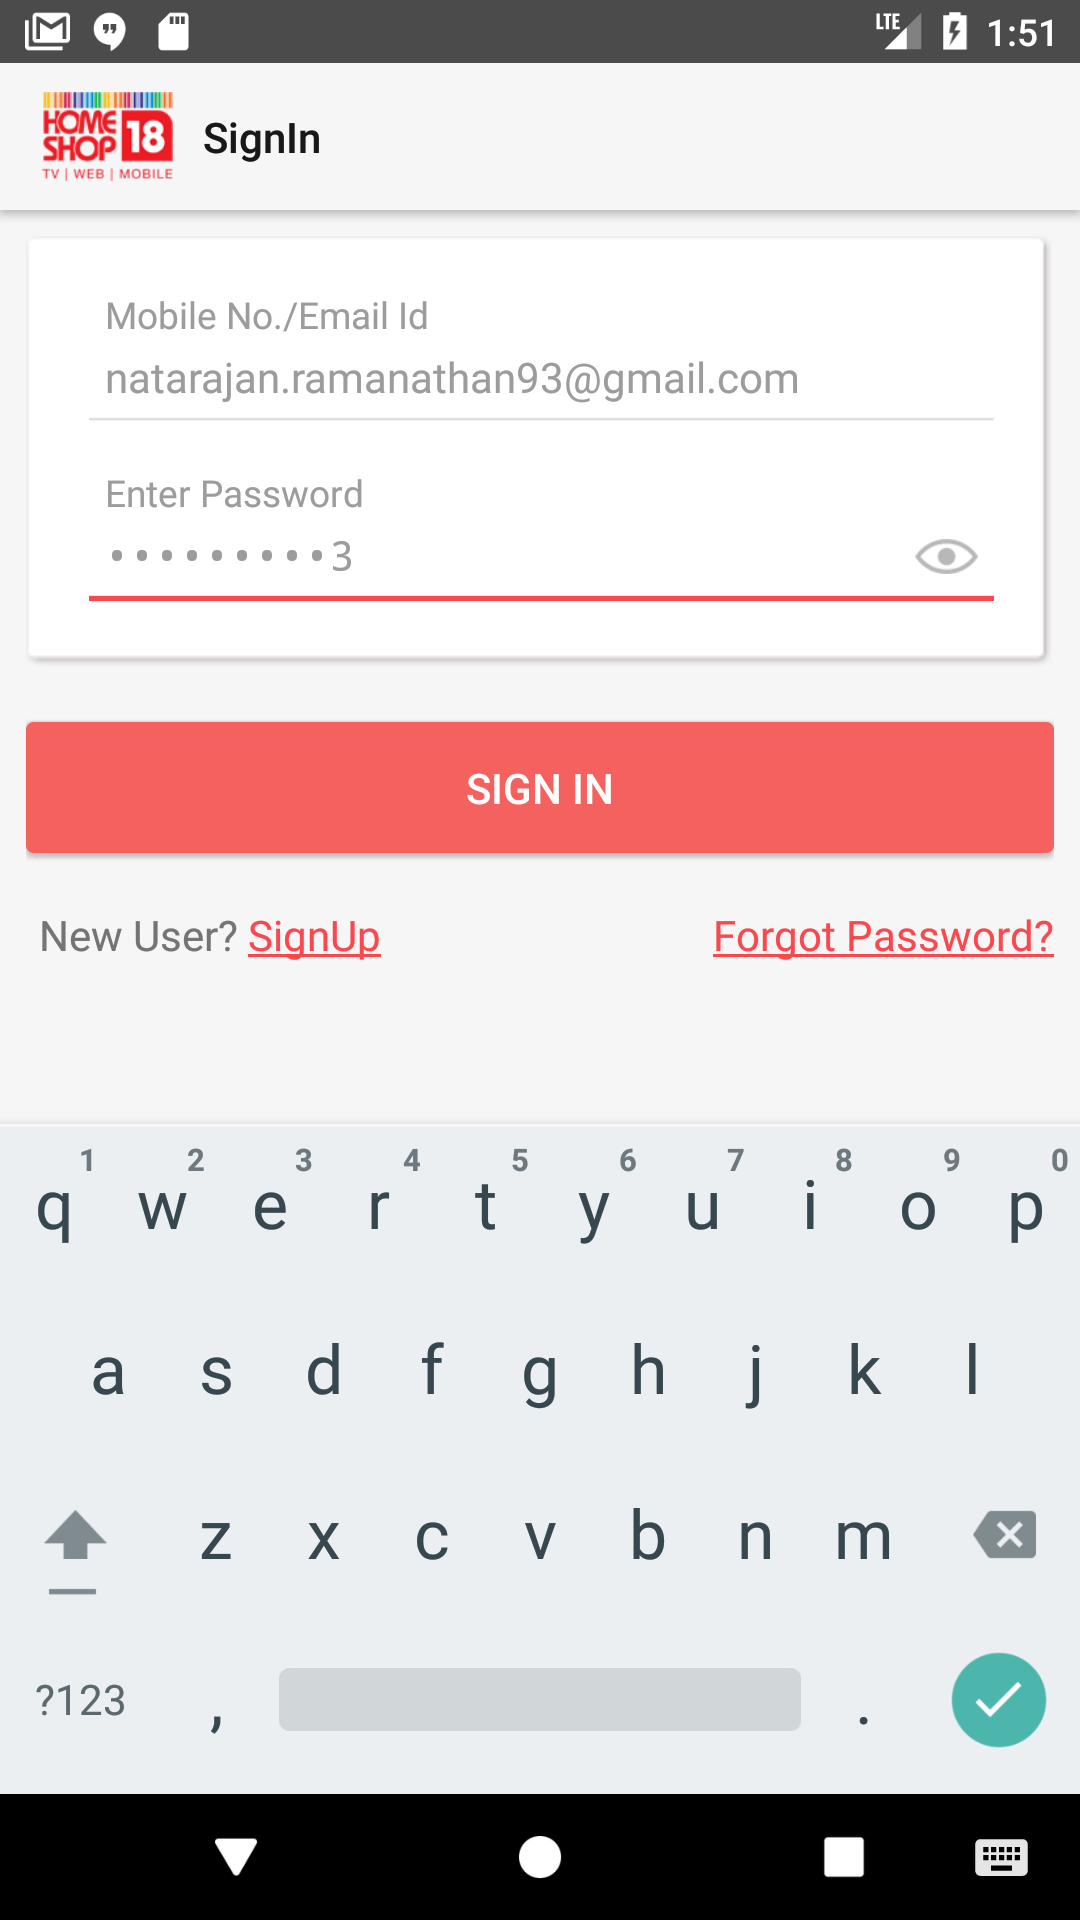 LTE 1:51
HOME SHOP 18
TV | WEB | MOBILE
SignIn
Mobile No./Email Id
natarajan.ramanathan93@gmail.com
Enter Password
•••••••••3
SIGN IN
New User? SignUp Forgot Password?
1 2 3 4 5 6 7 8 9 0
q w e r t y u i o p
a s d f g h j k l
z x c v b n m
?123 , .